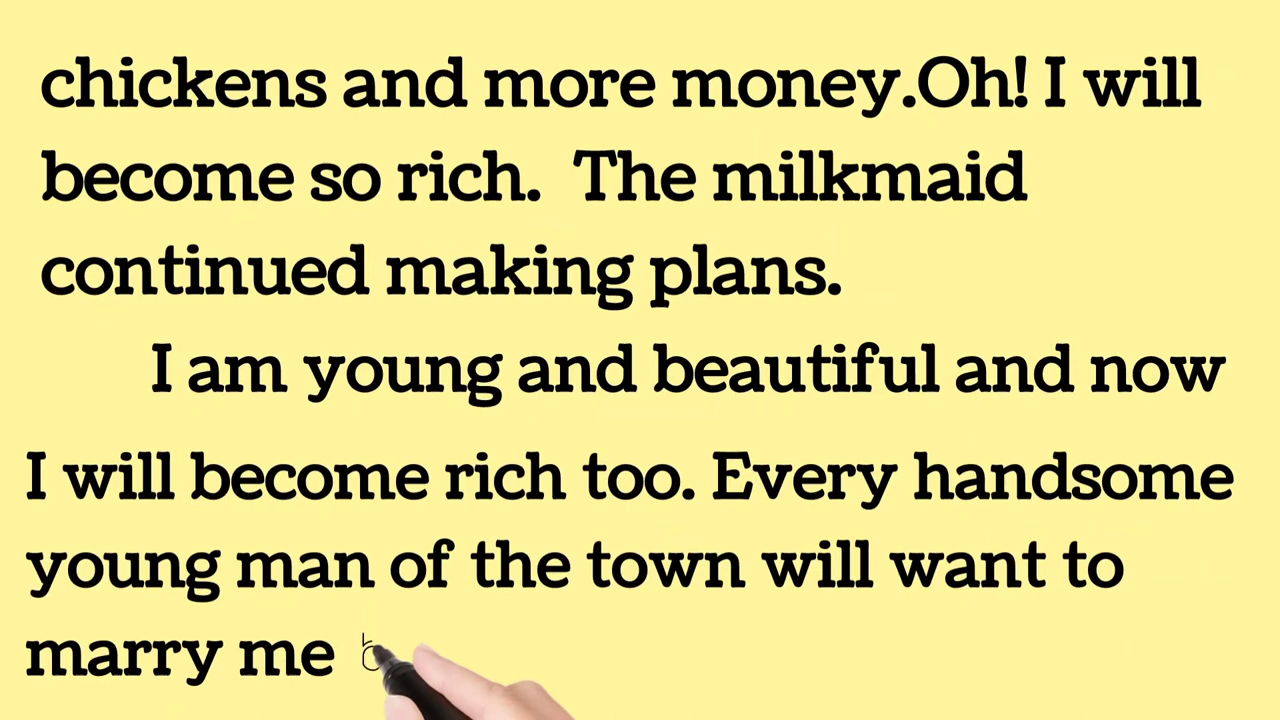 chickens and more money.Oh! I will
become so rich.  The milkmaid
continued making plans.
I am young and beautiful and now
I will become rich too. Every handsome
young man of the town will want to
marry me